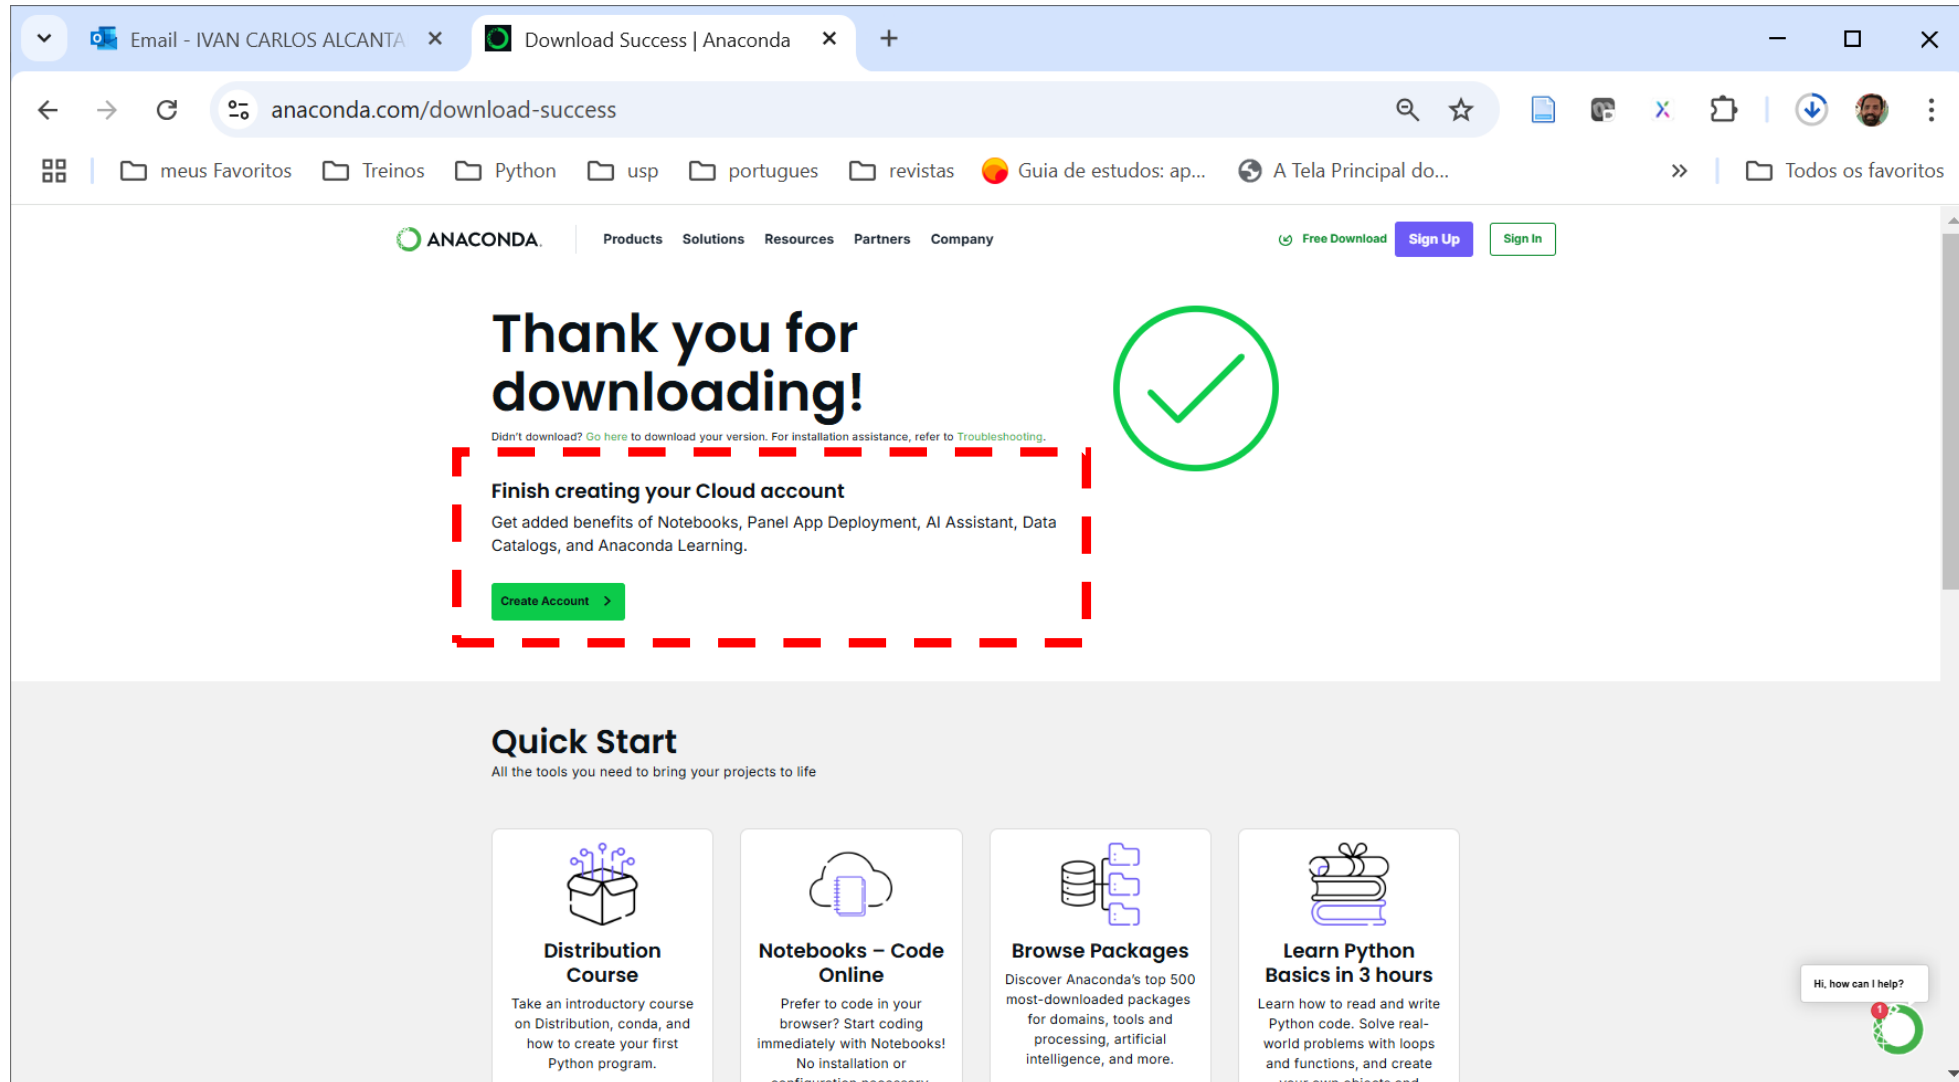 Email - IVAN CARLOS ALCANTA
Download Success | Anaconda
anaconda.com/download-success
meus Favoritos
Treinos
Python
usp
portugues
revistas
Guia de estudos: ap...
A Tela Principal do...
Todos os favoritos
ANACONDA.
Products
Solutions
Resources
Partners
Company
Free Download
Sign Up
Sign In
Thank you for
downloading!
Didn't download? Go here to download your version. For installation assistance, refer to Troubleshooting.
Finish creating your Cloud account
Get added benefits of Notebooks, Panel App Deployment, AI Assistant, Data
Catalogs, and Anaconda Learning.
Create Account
Quick Start
All the tools you need to bring your projects to life
Distribution
Course
Take an introductory course
on Distribution, conda, and
how to create your first
Python program.
Notebooks – Code
Online
Prefer to code in your
browser? Start coding
immediately with Notebooks!
No installation or
configuration necessary.
Browse Packages
Discover Anaconda's top 500
most-downloaded packages
for domains, tools and
processing, artificial
intelligence, and more.
Learn Python
Basics in 3 hours
Learn how to read and write
Python code. Solve real-
world problems with loops
and functions, and create
your own objects and
Hi, how can I help?
1